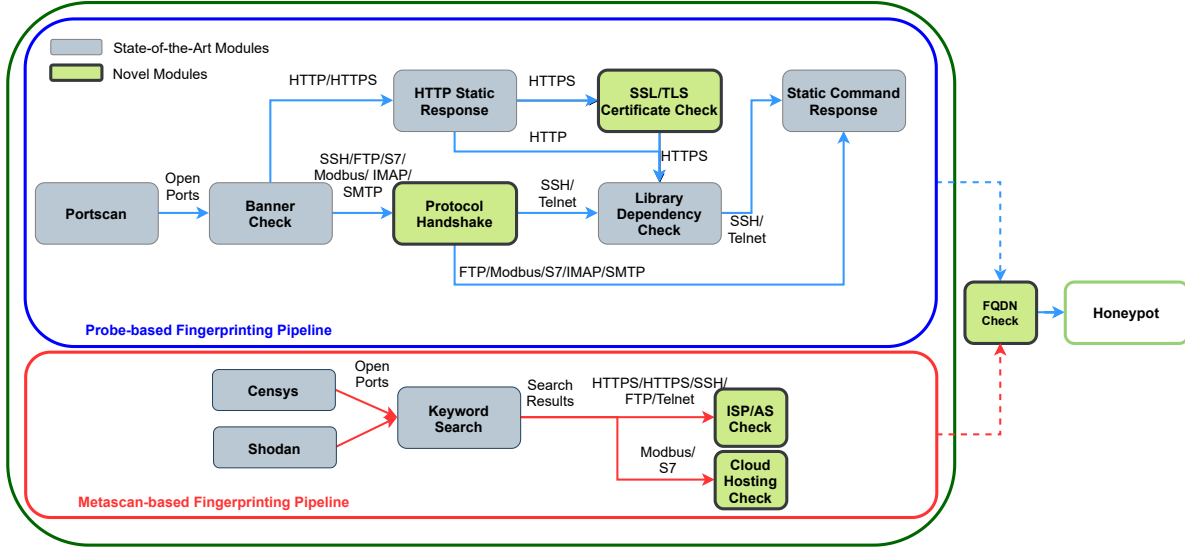 State-of-the-Art Modules
Novel Modules
HTTP/HTTPS
HTTP Static
Response
HTTPS
SSL/TLS
Certificate Check
Static Command
Response
HTTP
HTTPS
Portscan
Open
Ports
Banner
Check
SSH/FTP/S7/
Modbus/ IMAP/
SMTP
Protocol
Handshake
SSH/
Telnet
Library
Dependency
Check
SSH/
Telnet
FTP/Modbus/S7/IMAP/SMTP
Probe-based Fingerprinting Pipeline
FQDN
Check
Honeypot
Censys
Shodan
Open
Ports
Keyword
Search
Search
Results
HTTPS/HTTPS/SSH/
FTP/Telnet
ISP/AS
Check
Modbus/
S7
Cloud
Hosting
Check
Metascan-based Fingerprinting Pipeline